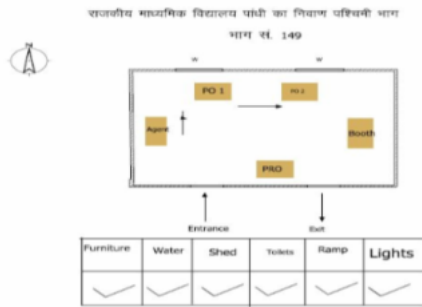 राजकीय माध्यमिक विद्यालय पांधी का निवाण पश्चिमी भाग
भाग सं. 149
N
W W
PO 1 PO 2
Agent Booth
PRO
Entrance Exit
Furniture Water Shed Toilets Ramp Lights